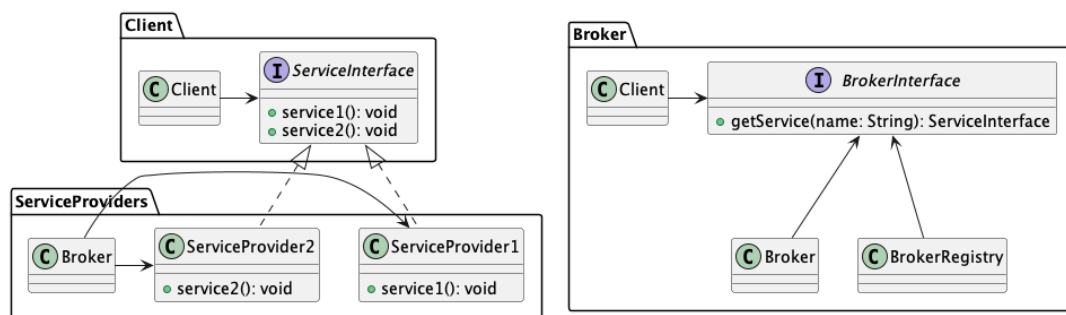 Client
C Client
I ServiceInterface
service1(): void
service2(): void
ServiceProviders
C Broker
C ServiceProvider2
service2(): void
C ServiceProvider1
service1(): void
Broker
C Client
I BrokerInterface
getService(name: String): ServiceInterface
C Broker
C BrokerRegistry